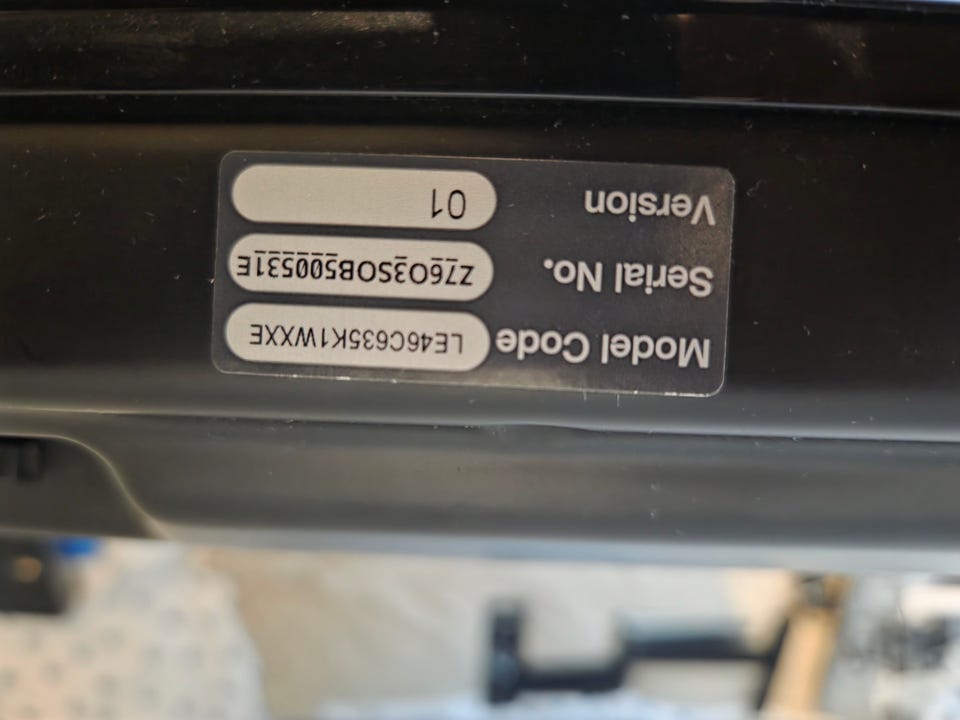 Model Code LE46C635K1WXXE
Serial No. Z76O3SOB500531E
Version 01